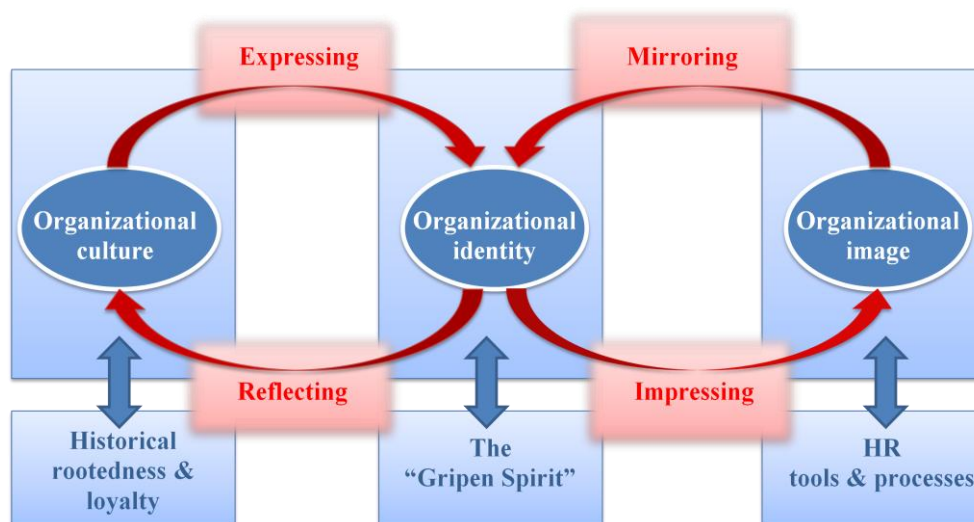 Expressing
Mirroring
Organizational
culture
Organizational
identity
Organizational
image
Reflecting
Impressing
Historical
rootedness &
loyalty
The
“Gripen Spirit”
HR
tools & processes